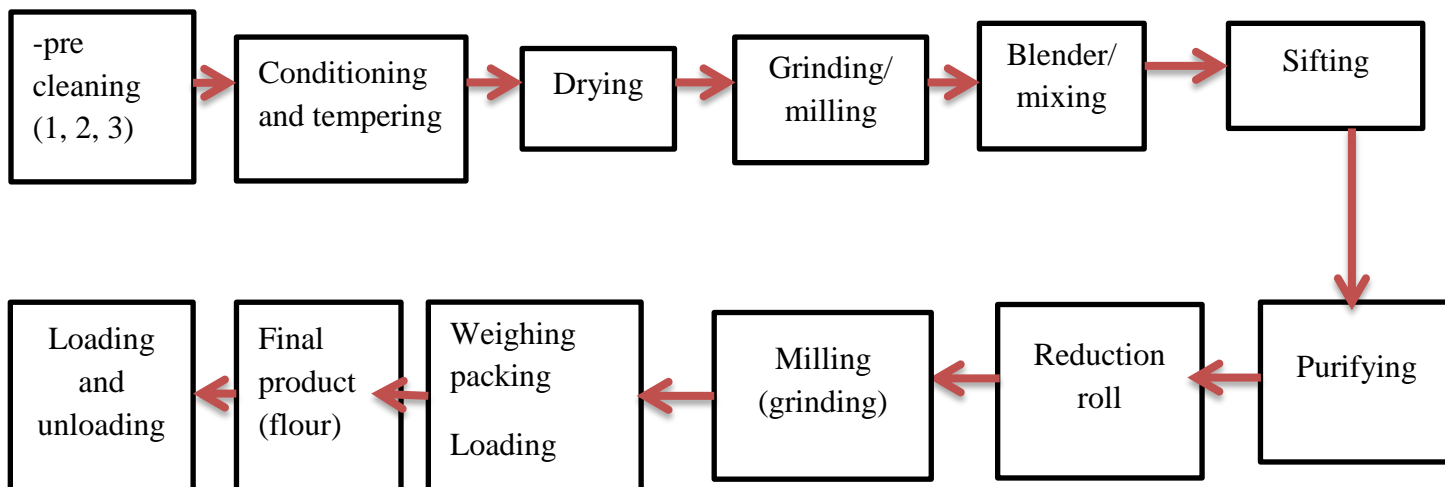 -pre
cleaning
(1, 2, 3)
Conditioning
and tempering
Drying
Grinding/
milling
Blender/
mixing
Sifting
Purifying
Reduction
roll
Milling
(grinding)
Weighing
packing
Loading
Final
product
(flour)
Loading
and
unloading